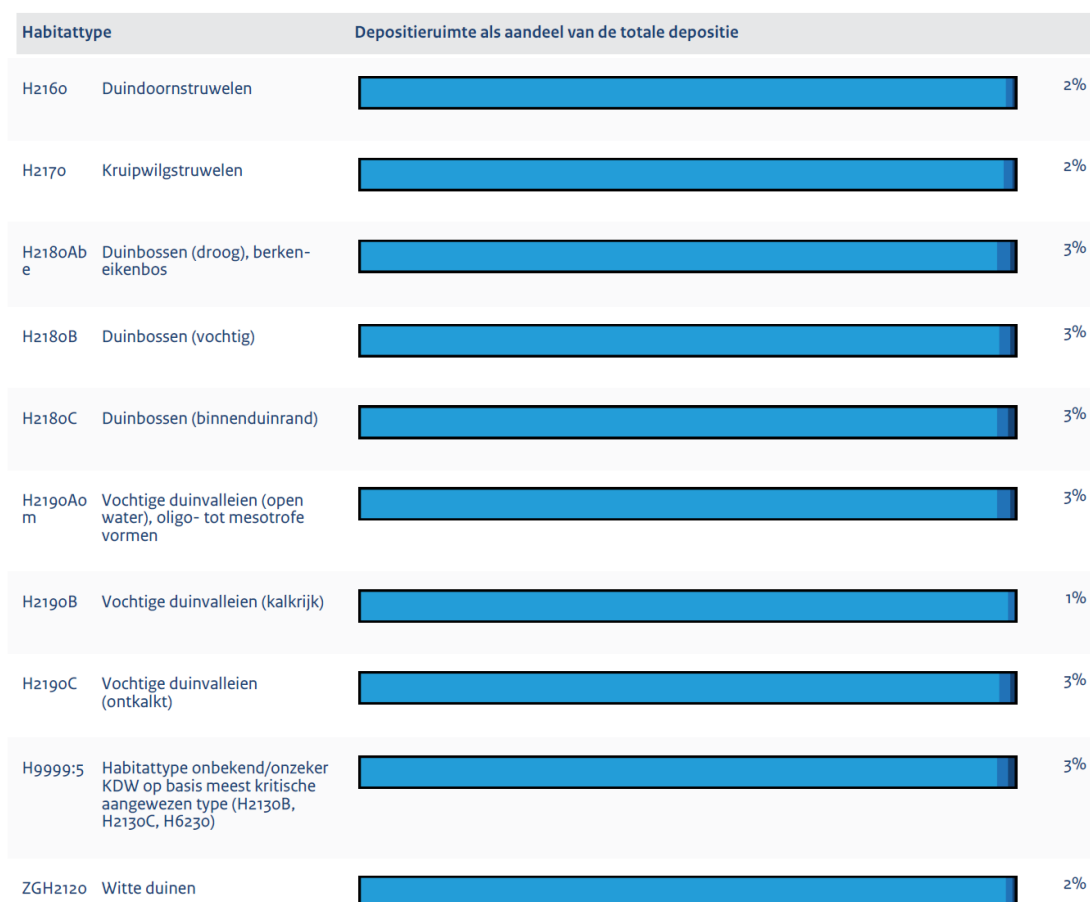 Habitattype Depositieruimte als aandeel van de totale depositie
H2160 Duindoornstruwelen 2%
H2170 Kruipwilgstruwelen 2%
H2180Ab Duinbossen (droog), berken- 3%
e eikenbos
H2180B Duinbossen (vochtig) 3%
H2180C Duinbossen (binnenduinrand) 3%
H2190Ao Vochtige duinvalleien (open 3%
m water), oligo- tot mesotrofe
vormen
H2190B Vochtige duinvalleien (kalkrijk) 1%
H2190C Vochtige duinvalleien 3%
(ontkalkt)
H9999:5 Habitattype onbekend/onzeker 3%
KDW op basis meest kritische
aangewezen type (H2130B,
H2130C, H6230)
ZGH2120 Witte duinen 2%